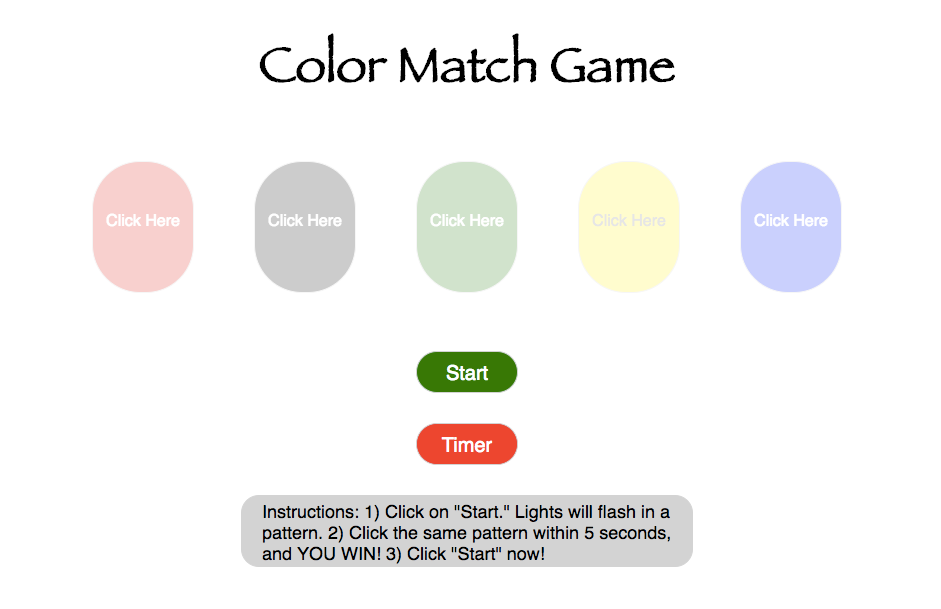 Color Match Game
Click Here
Click Here
Click Here
Click Here
Click Here
Start
Timer
Instructions: 1) Click on "Start." Lights will flash in a
pattern. 2) Click the same pattern within 5 seconds,
and YOU WIN! 3) Click "Start" now!